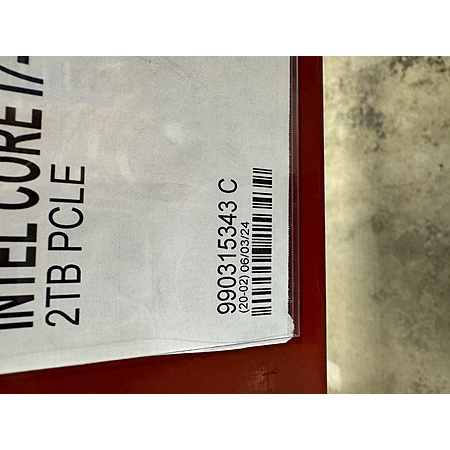 INTEL CORE i7-
2TB PCLE
990315343 C
(20-02) 06/03/24